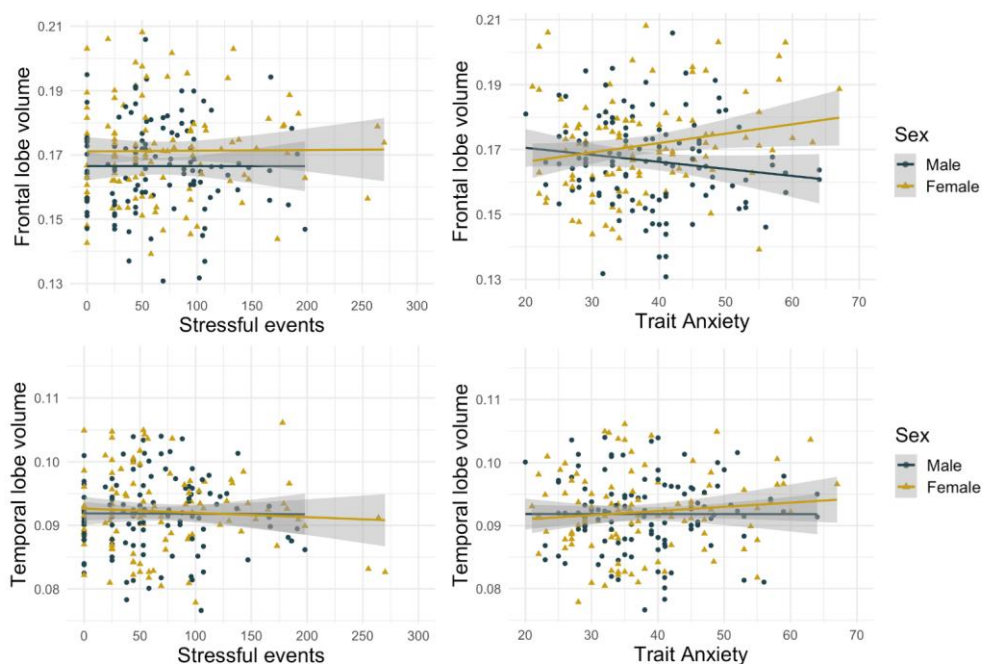 Frontal lobe volume
0.21
0.19
0.17
0.15
0.13
0 50 100 150 200 250 300
Stressful events
Frontal lobe volume
0.21
0.19
0.17
0.15
0.13
20 30 40 50 60 70
Trait Anxiety
Sex
Male
Female
Temporal lobe volume
0.11
0.10
0.09
0.08
0 50 100 150 200 250 300
Stressful events
Temporal lobe volume
0.11
0.10
0.09
0.08
20 30 40 50 60 70
Trait Anxiety
Sex
Male
Female